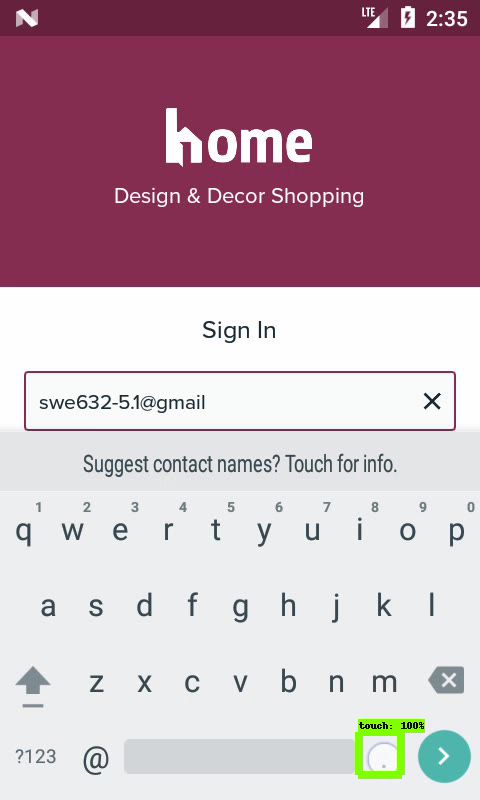 LTE 2:35
home
Design & Decor Shopping
Sign In
swe632-5.1@gmail
Suggest contact names? Touch for info.
1 2 3 4 5 6 7 8 9 0
q w e r t y u i o p
a s d f g h j k l
z x c v b n m
touch: 100%
?123 @ .